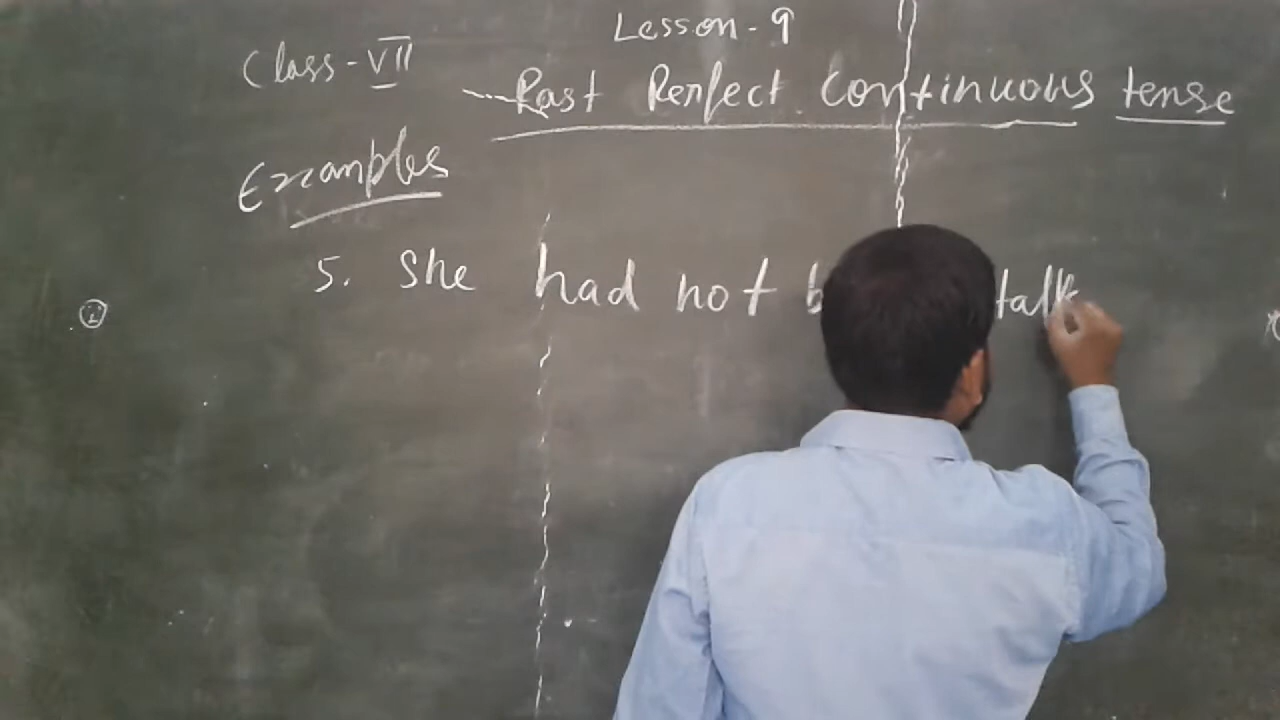 Lesson-9
Class-VII
Past Perfect Continuous tense
Examples
5. She had not talk